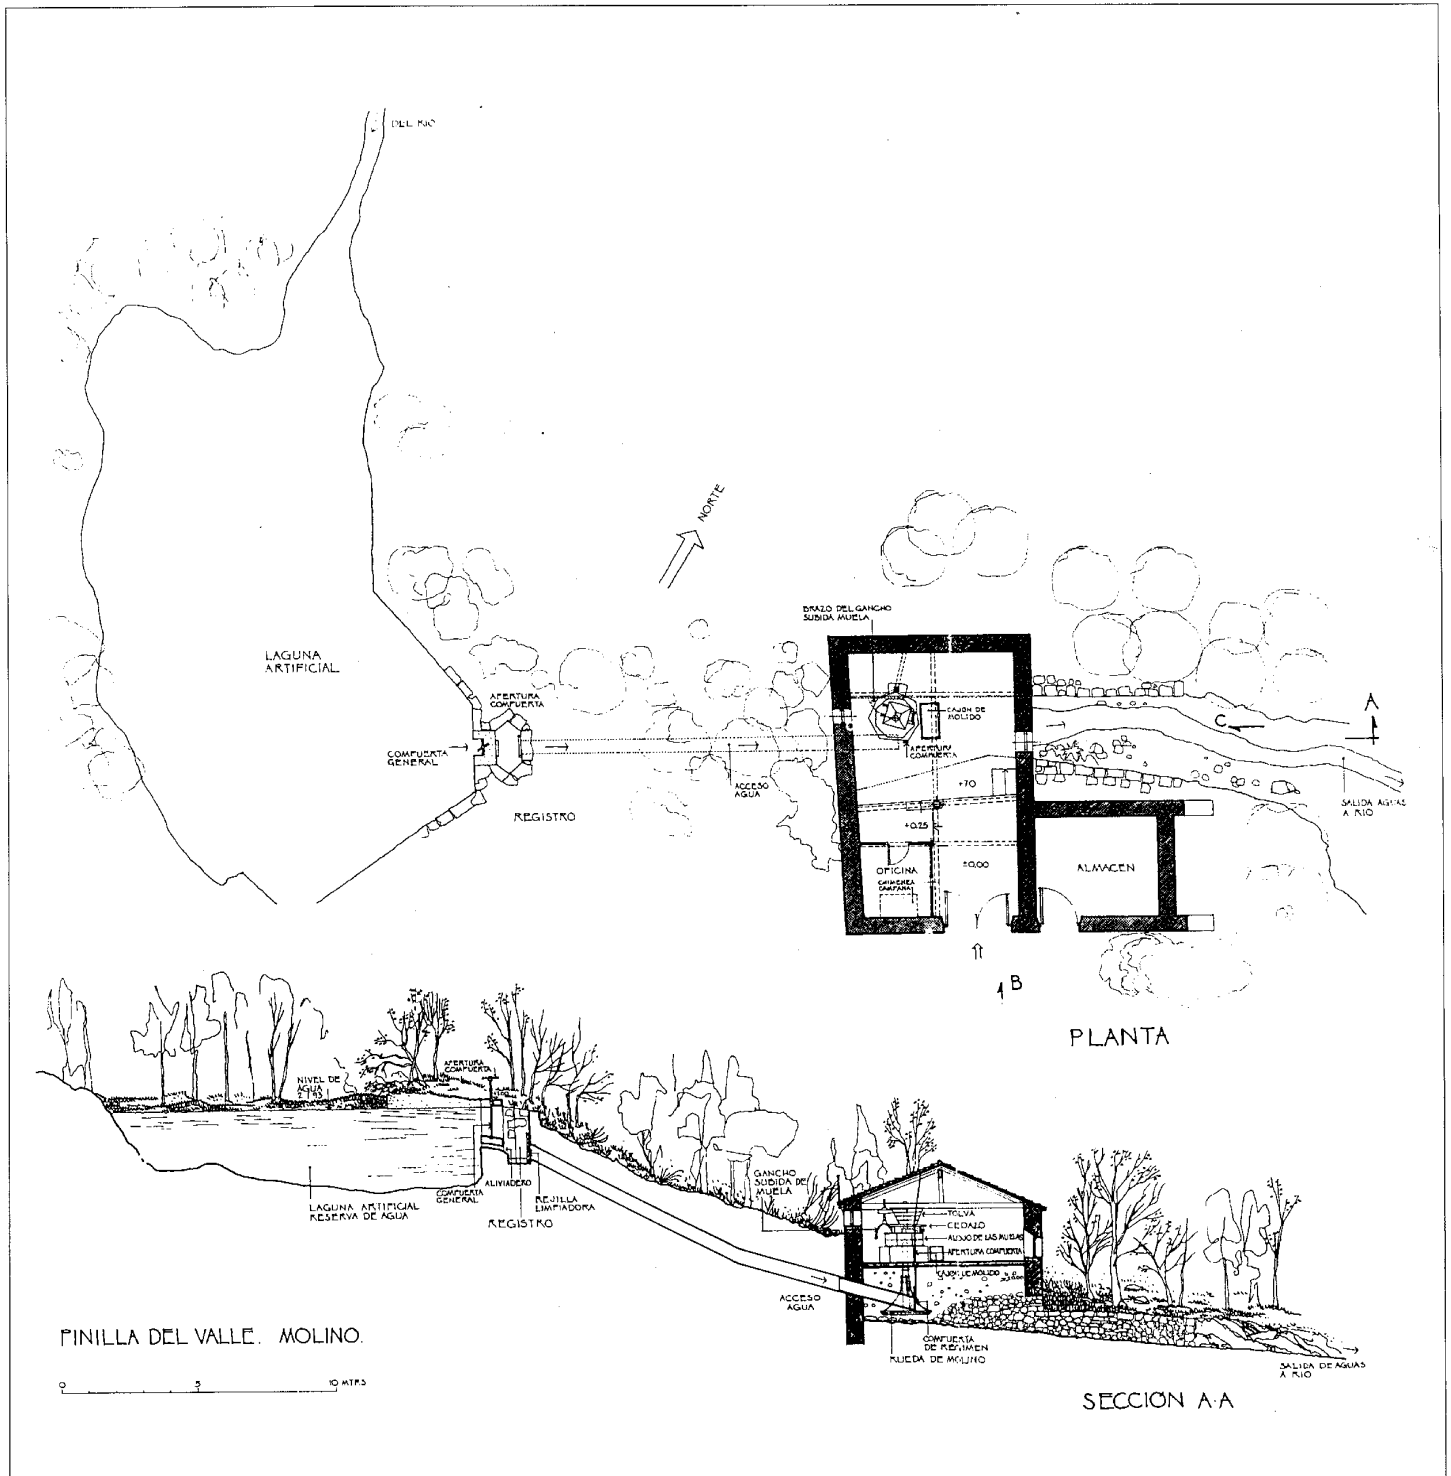 DEL RIO
NORTE
BRAZO DEL GANCHO
SUBIDA MUELA
LAGUNA
ARTIFICIAL
APERTURA
COMPUERTA
COMPUERTA
GENERAL
REGISTRO
ACCESO
AGUA
CAJON DE
MOLIDO
APERTURA
COMPUERTA
A
C
+70
+0.25
±0,00
OFICINA
CHIMENEA
CAMPANA
ALMACEN
SALIDA AGUAS
A RIO
B
PLANTA
NIVEL DE
AGUA
APERTURA
COMPUERTA
COMPUERTA
GENERAL
ALIVIADERO
REJILLA
LIMPIADORA
REGISTRO
LAGUNA ARTIFICIAL
RESERVA DE AGUA
GANCHO
SUBIDA DE
MUELA
TOLVA
CEDAZO
ALOJO DE LAS MUELAS
APERTURA COMPUERTA
CAJON DE MOLIDO
ACCESO
AGUA
COMPUERTA
DE REGIMEN
RUEDA DE MOLINO
SALIDA DE AGUAS
A RIO
SECCION A·A
PINILLA DEL VALLE. MOLINO.
0 5 10 MTRS